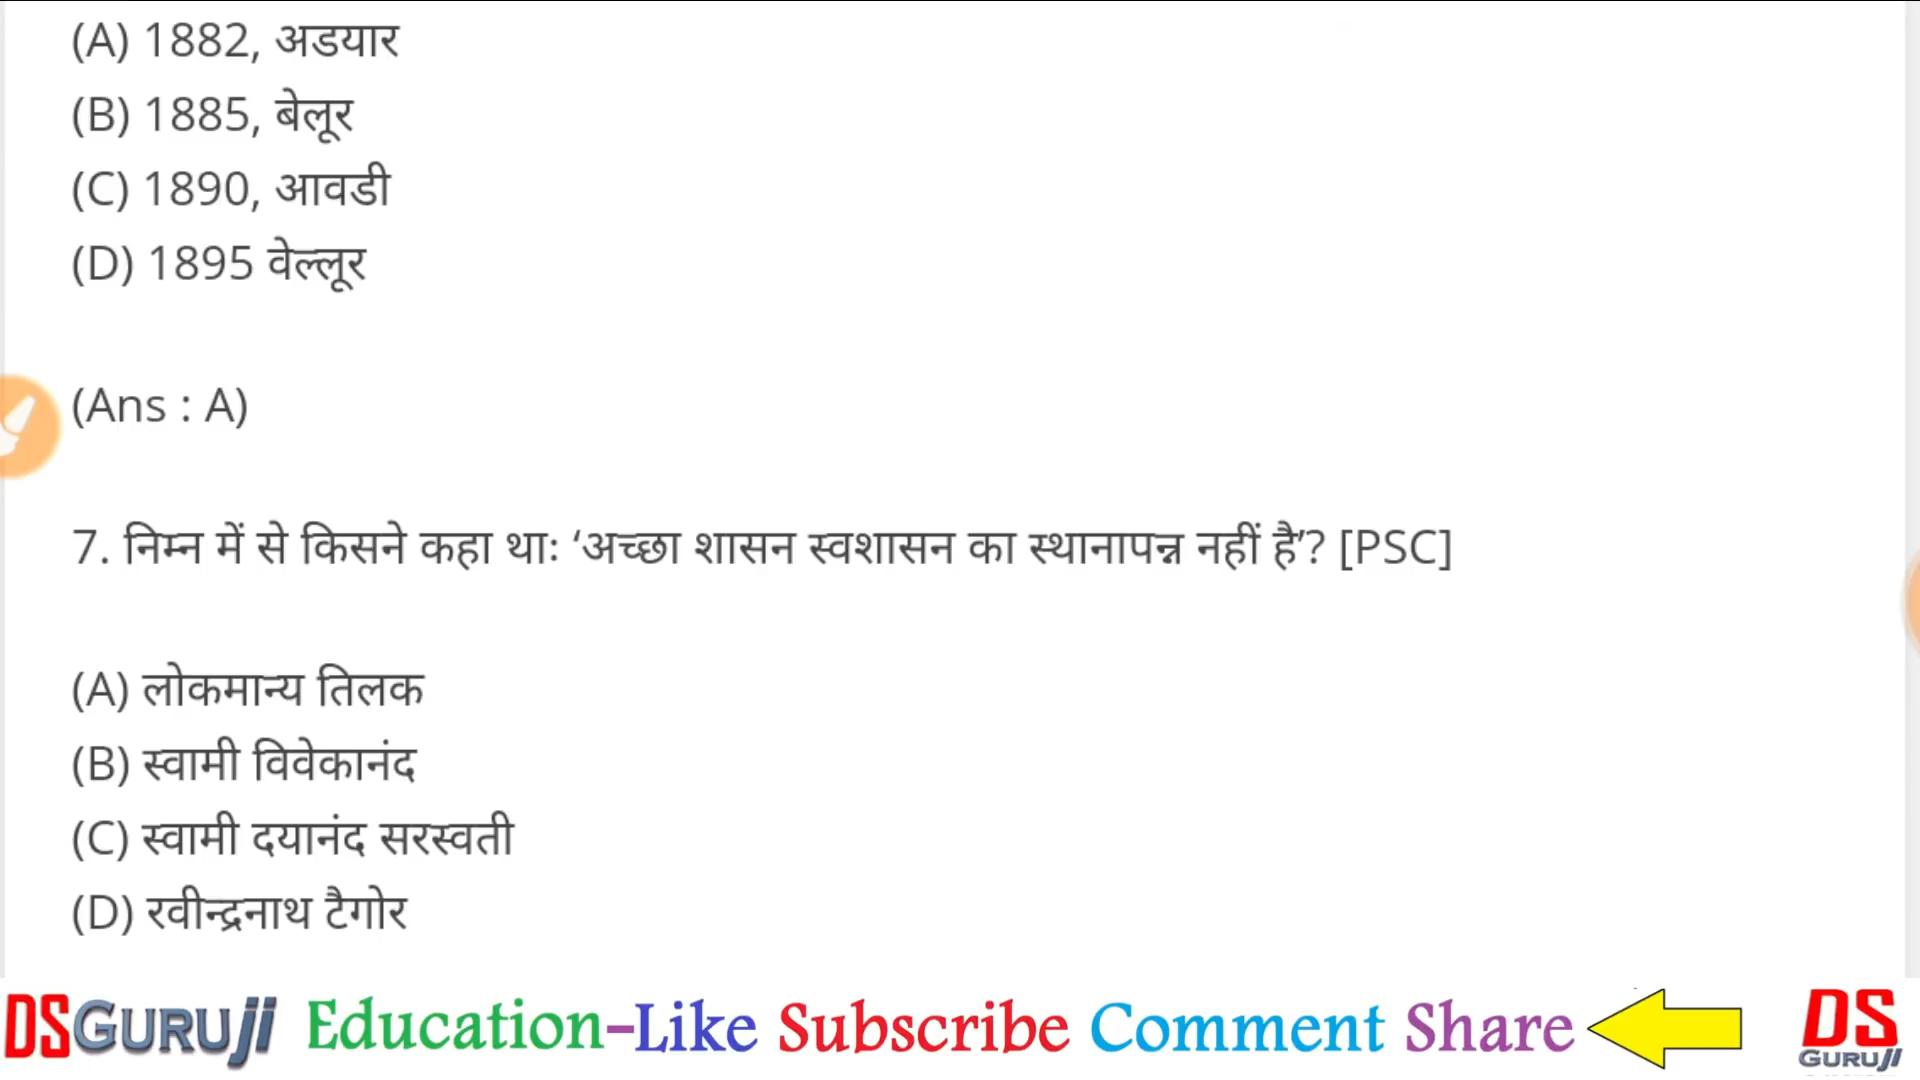 (A) 1882, अडयार
(B) 1885, बेलूर
(C) 1890, आवडी
(D) 1895 वेल्लूर
(Ans : A)
7. निम्न में से किसने कहा थाः ‘अच्छा शासन स्वशासन का स्थानापन्न नहीं है’? [PSC]
(A) लोकमान्य तिलक
(B) स्वामी विवेकानंद
(C) स्वामी दयानंद सरस्वती
(D) रवीन्द्रनाथ टैगोर
DSGURUji Education-Like Subscribe Comment Share
DS
GURUJI